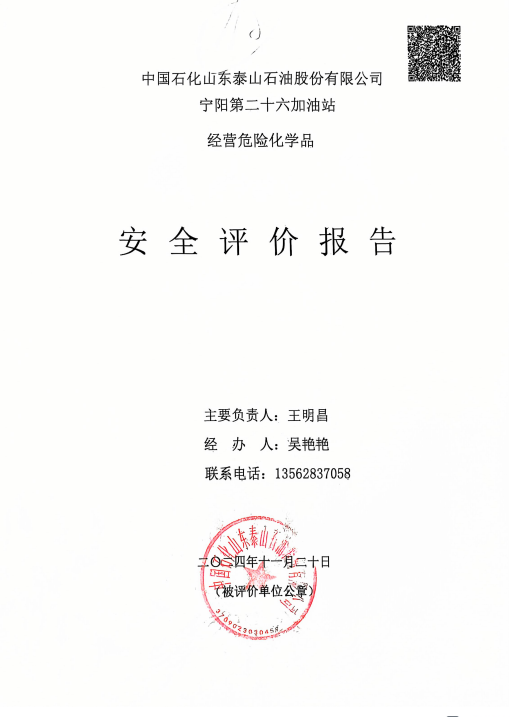 中国石化山东泰山石油股份有限公司
宁阳第二十六加油站
经营危险化学品
安全评价报告
主要负责人：王明昌
经 办 人：吴艳艳
联系电话：13562837058
二〇二四年十一月二十日
（被评价单位公章）
3709023030458